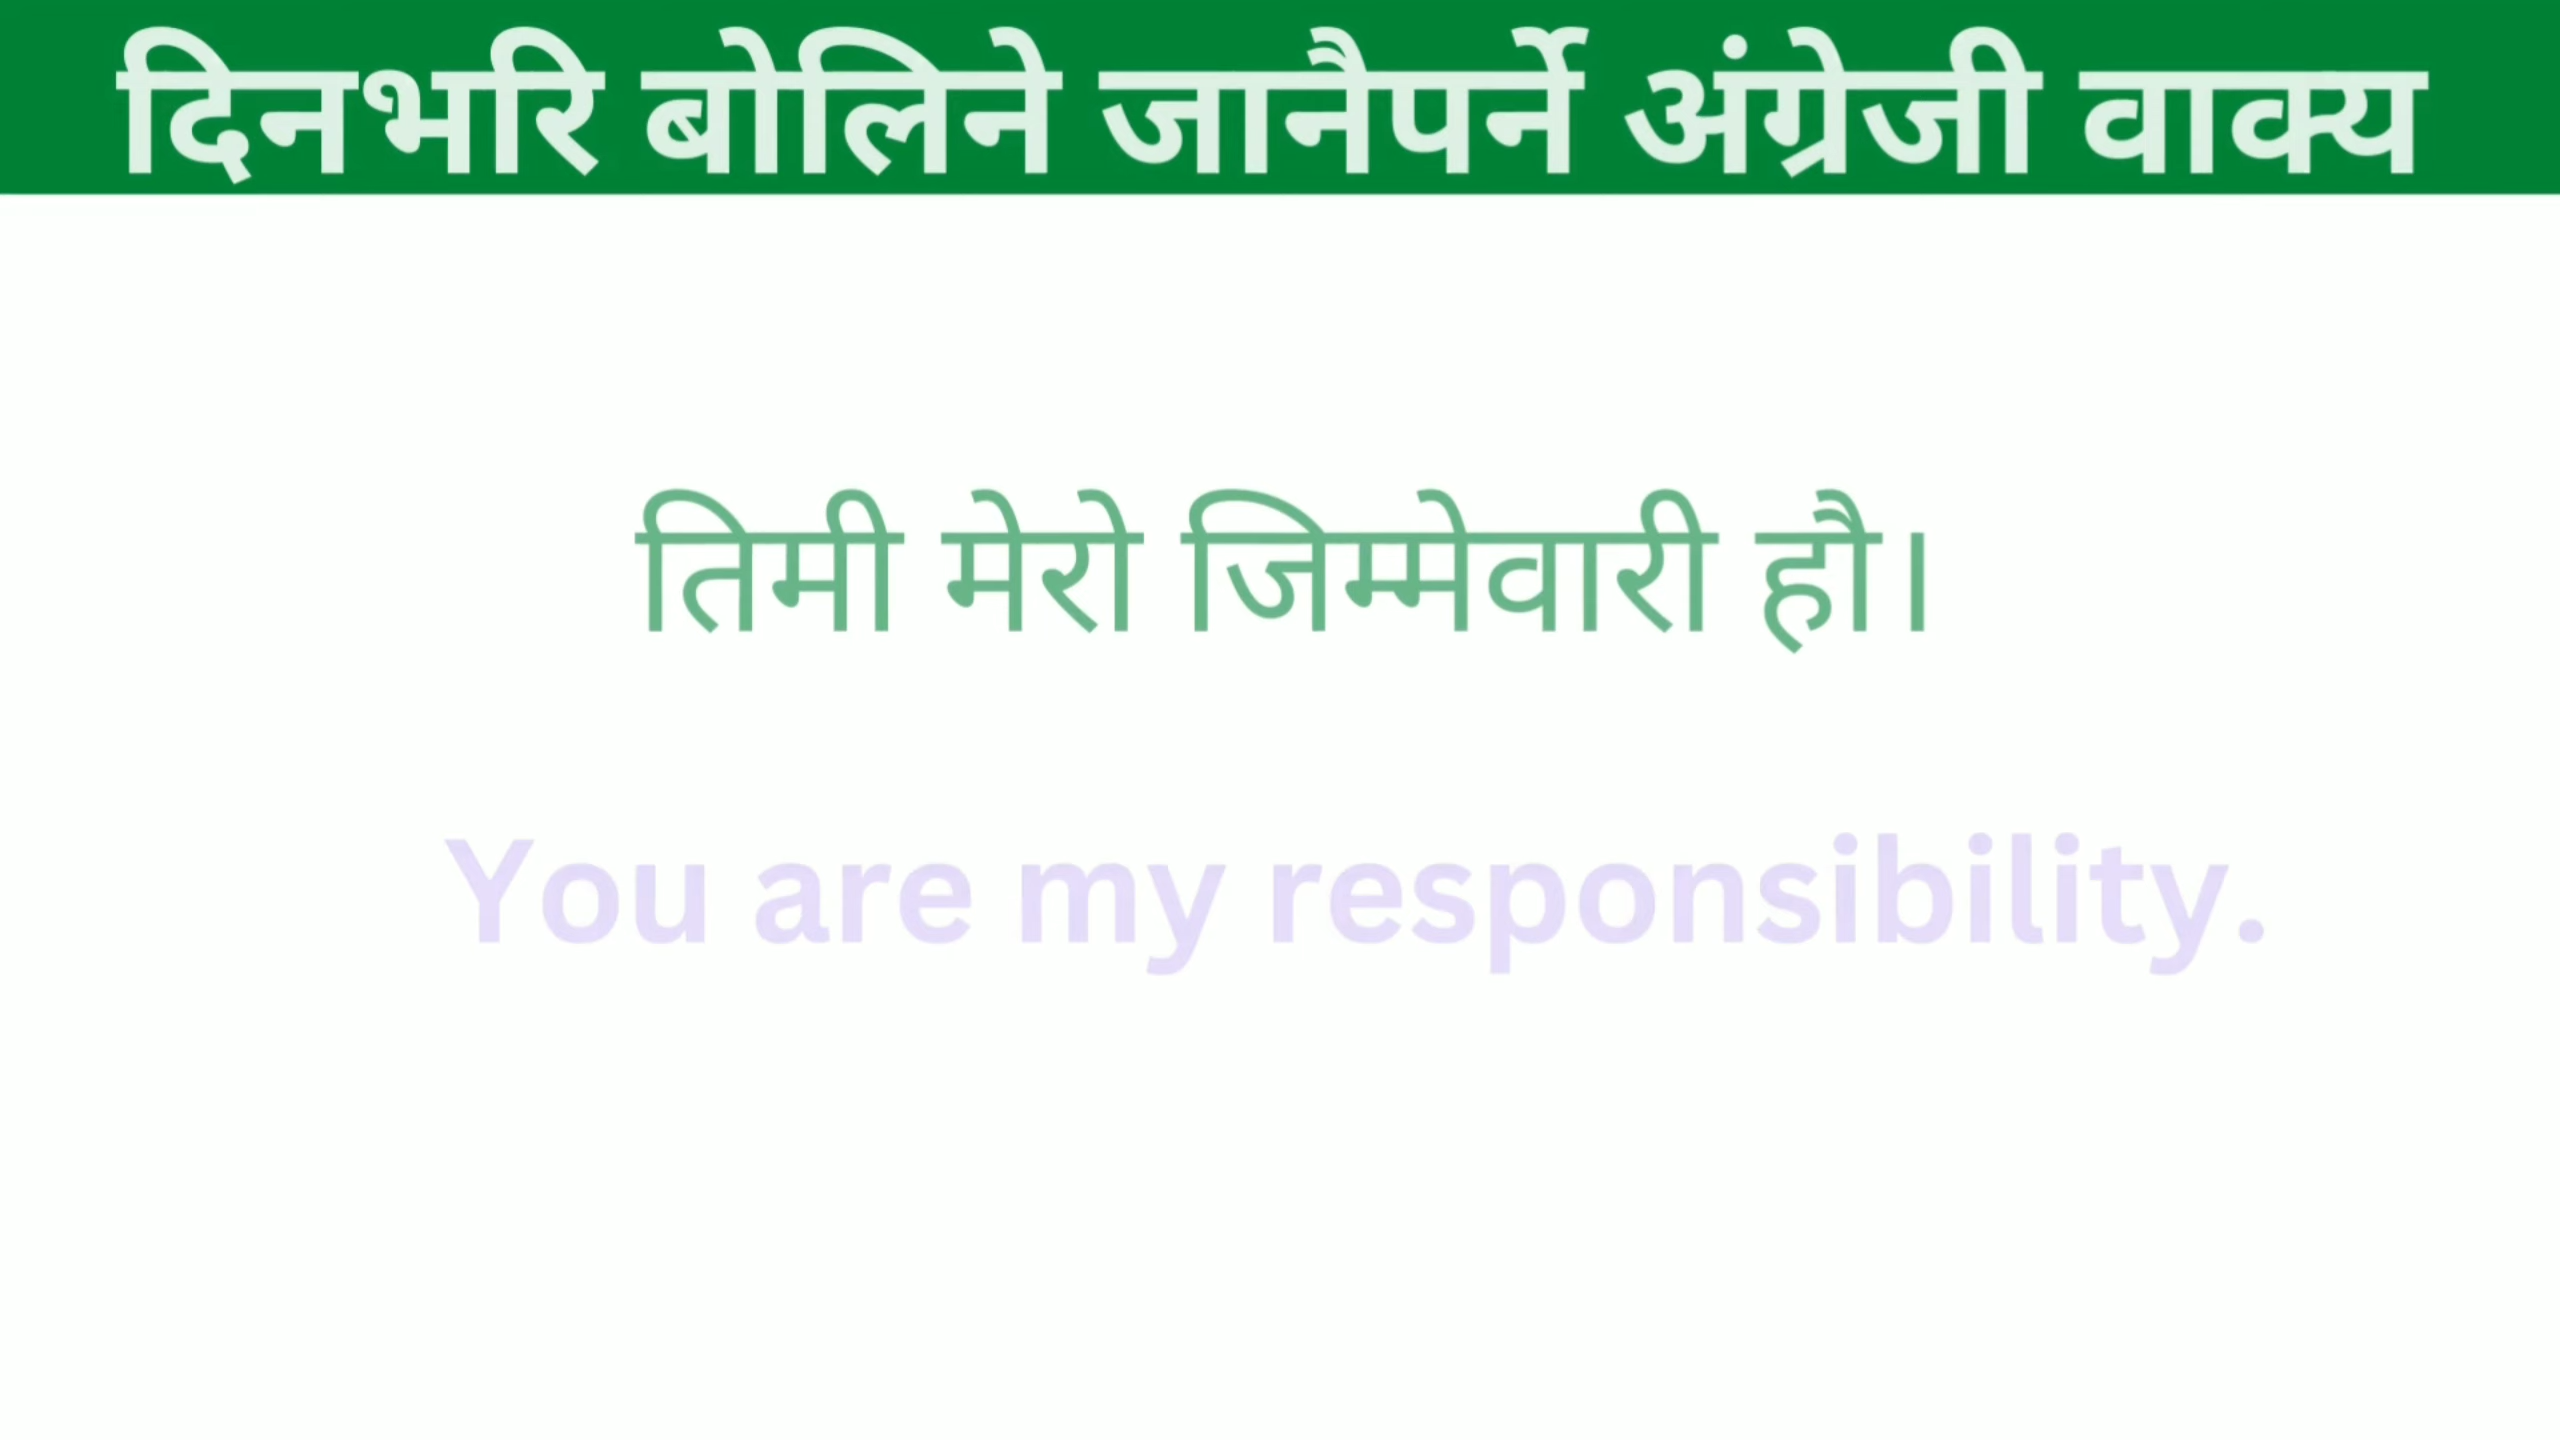 दिनभरि बोलिने जानैपर्ने अंग्रेजी वाक्य
तिमी मेरो जिम्मेवारी हौ।
You are my responsibility.